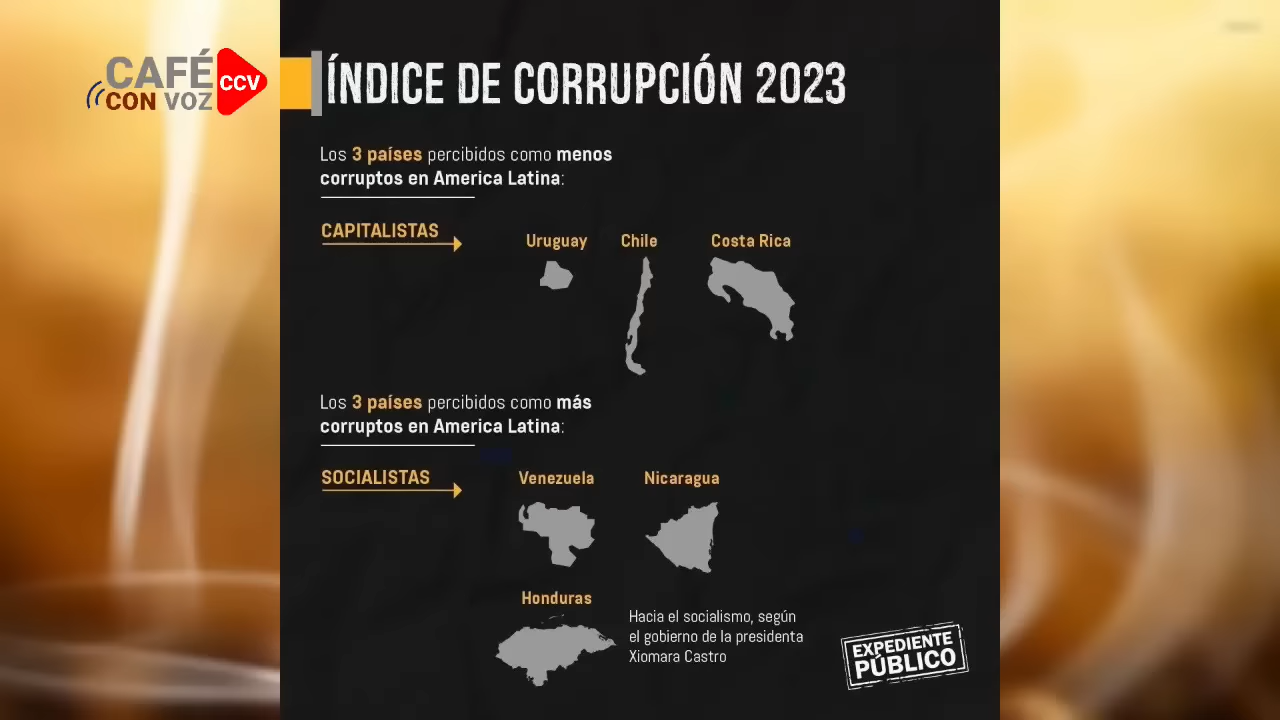 CAFÉ
CON VOZ
CCV
ÍNDICE DE CORRUPCIÓN 2023
Los 3 países percibidos como menos
corruptos en America Latina:
CAPITALISTAS
Uruguay
Chile
Costa Rica
Los 3 países percibidos como más
corruptos en America Latina:
SOCIALISTAS
Venezuela
Nicaragua
Honduras
Hacia el socialismo, según
el gobierno de la presidenta
Xiomara Castro
EXPEDIENTE
PÚBLICO